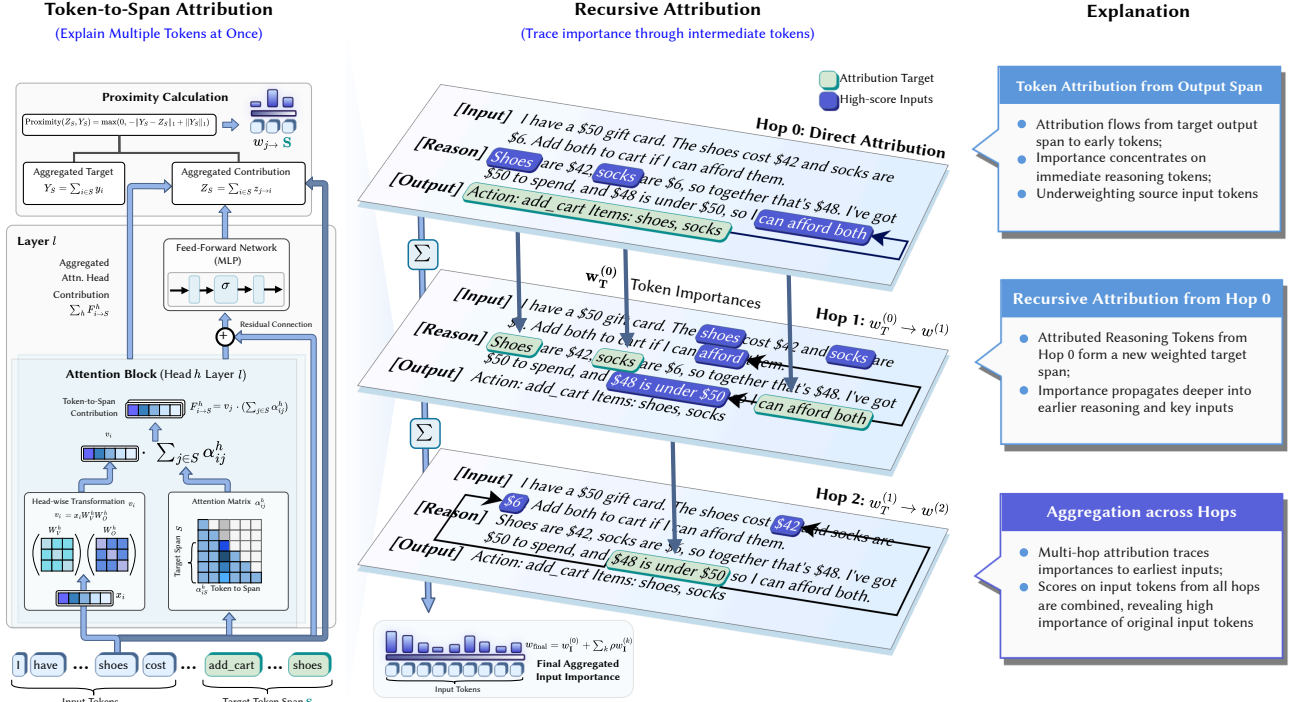 Token-to-Span Attribution
(Explain Multiple Tokens at Once)
Proximity Calculation
Proximity(Z_S, Y_S) = max(0, −‖Y_S − Z_S‖₁ + ‖Y_S‖₁)
w_{j→} S
Aggregated Target
Y_S = ∑_{i∈S} y_i
Aggregated Contribution
Z_S = ∑_{i∈S} z_{j→i}
Layer l
Aggregated
Attn. Head
Contribution
∑_h F^h_{i→S}
Feed-Forward Network
(MLP)
σ
+
Residual Connection
Attention Block (Head h Layer l)
Token-to-Span
Contribution
F^h_{i→S} = v_j · (∑_{j∈S} α^h_{ij})
v_i
· ∑_{j∈S} α^h_{ij}
Head-wise Transformation v_i
v_i = x_i W^h_V W^h_O
W^h_V
W^h_o
Attention Matrix α^h_{ij}
Target Span S
α^h_{iS} Token to Span
x_i
I have ... shoes cost ... add_cart ... shoes
Input Tokens
Target Token Span S
Recursive Attribution
(Trace importance through intermediate tokens)
Attribution Target
High-score Inputs
Hop 0: Direct Attribution
[Input] I have a $50 gift card. The shoes cost $42 and socks are
$6. Add both to cart if I can afford them.
[Reason] Shoes are $42, socks are $6, so together that's $48. I've got
$50 to spend, and $48 is under $50, so I can afford both
[Output] Action: add_cart Items: shoes, socks
∑
w_T^(0) Token Importances
Hop 1: w_T^(0) → w^(1)
[Input] I have a $50 gift card. The shoes cost $42 and socks are
$6. Add both to cart if I can afford them.
[Reason] Shoes are $42, socks are $6, so together that's $48. I've got
$50 to spend, and $48 is under $50 so I can afford both
[Output] Action: add_cart Items: shoes, socks
∑
Hop 2: w_T^(1) → w^(2)
[Input] I have a $50 gift card. The shoes cost $42 and socks are
$6 Add both to cart if I can afford them.
[Reason] Shoes are $42, socks are $6, so together that's $48. I've got
$50 to spend, and $48 is under $50 so I can afford both.
[Output] Action: add_cart Items: shoes, socks
w_final = w_I^(0) + ∑_k ρw_I^(k)
Final Aggregated
Input Importance
Input Tokens
Explanation
Token Attribution from Output Span
● Attribution flows from target output
span to early tokens;
● Importance concentrates on
immediate reasoning tokens;
● Underweighting source input tokens
Recursive Attribution from Hop 0
● Attributed Reasoning Tokens from
Hop 0 form a new weighted target
span;
● Importance propagates deeper into
earlier reasoning and key inputs
Aggregation across Hops
● Multi-hop attribution traces
importances to earliest inputs;
● Scores on input tokens from all hops
are combined, revealing high
importance of original input tokens